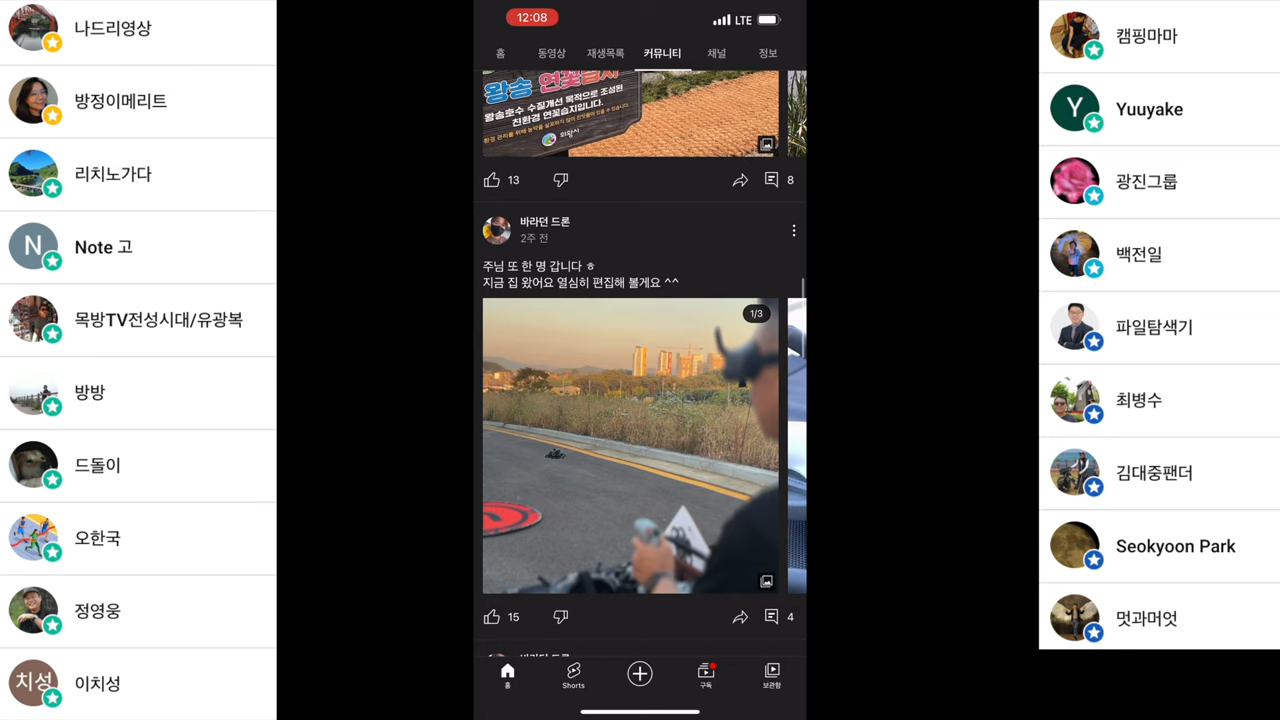 나드리영상
방정이메리트
리치노가다
N
Note 고
목방TV전성시대/유광복
방방
드돌이
오한국
정영웅
치성
이치성
12:08
LTE
홈
동영상
재생목록
커뮤니티
채널
정보
왕송 연꽃습지
왕송호수 수질개선 목적으로 조성된
친환경 연꽃습지입니다.
의왕시
13
8
바라던 드론
2주 전
주님 또 한 명 갑니다 ㅎ
지금 집 왔어요 열심히 편집해 볼게요 ^^
1/3
15
4
홈
Shorts
구독
보관함
캠핑마마
Y
Yuuyake
광진그룹
백전일
파일탐색기
최병수
김대중팬더
Seokyoon Park
멋과머엇